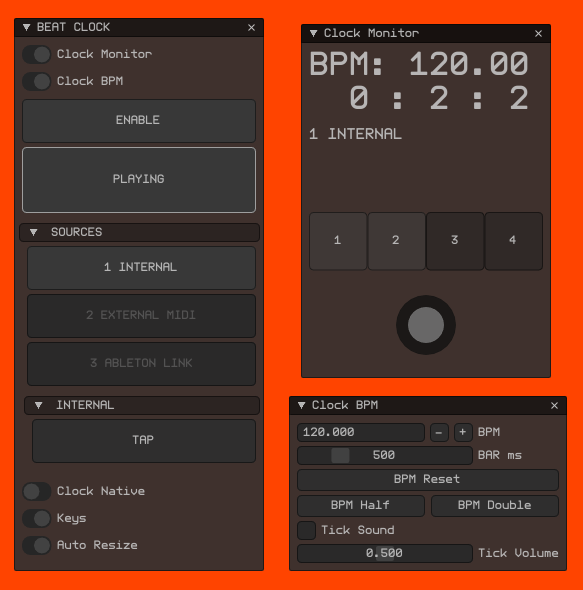 BEAT CLOCK
Clock Monitor
Clock BPM
ENABLE
PLAYING
SOURCES
1 INTERNAL
2 EXTERNAL MIDI
3 ABLETON LINK
INTERNAL
TAP
Clock Native
Keys
Auto Resize
Clock Monitor
BPM: 120.00
0 : 2 : 2
1 INTERNAL
1 2 3 4
Clock BPM
120.000 - + BPM
500 BAR ms
BPM Reset
BPM Half BPM Double
Tick Sound
0.500 Tick Volume